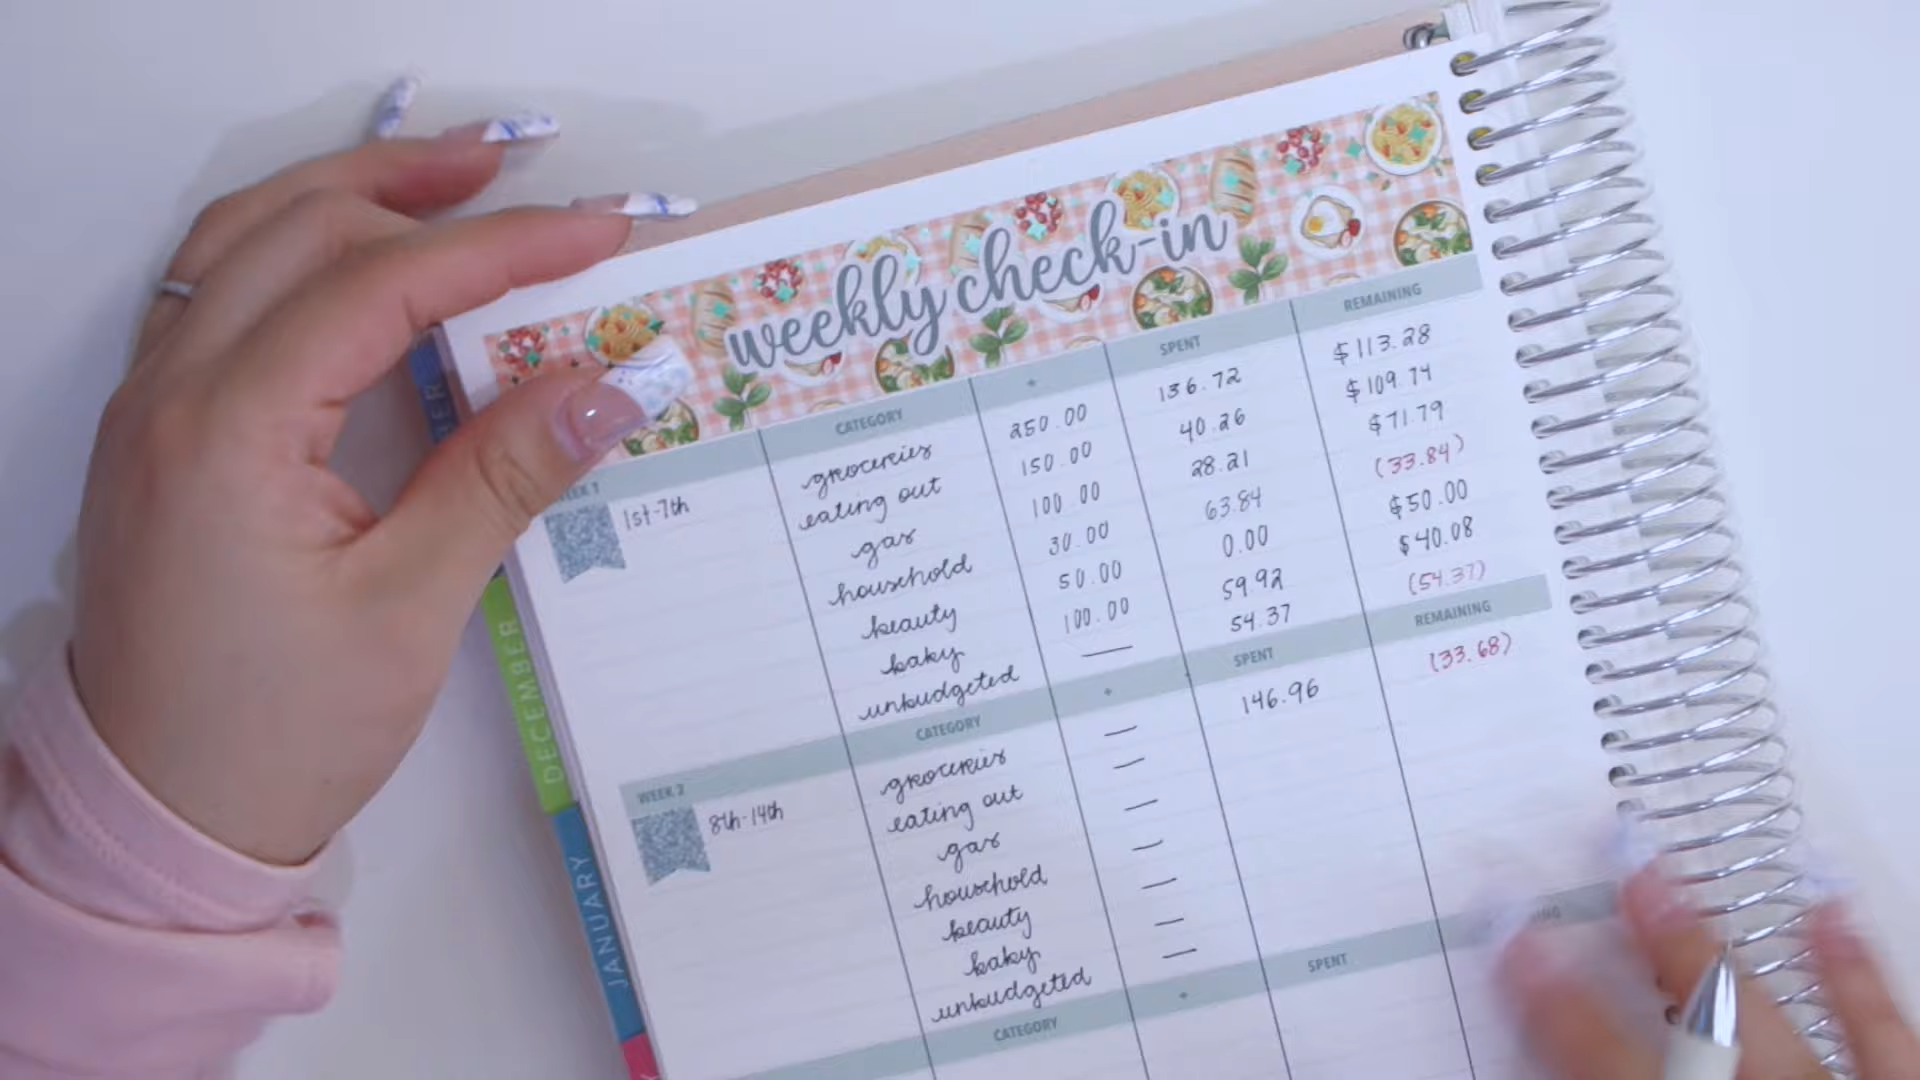 weekly check-in
CATEGORY + SPENT REMAINING
WEEK 1
1st-7th
groceries 250.00 136.72 $113.28
eating out 150.00 40.26 $109.74
gas 100.00 28.21 $71.79
household 30.00 63.84 (33.84)
beauty 50.00 0.00 $50.00
baby 100.00 59.92 $40.08
unbudgeted — 54.37 (54.37)
CATEGORY + SPENT REMAINING
WEEK 2
8th-14th
groceries — 146.96 (33.68)
eating out —
gas —
household —
beauty —
baby —
unbudgeted —
CATEGORY + SPENT
DECEMBER
JANUARY